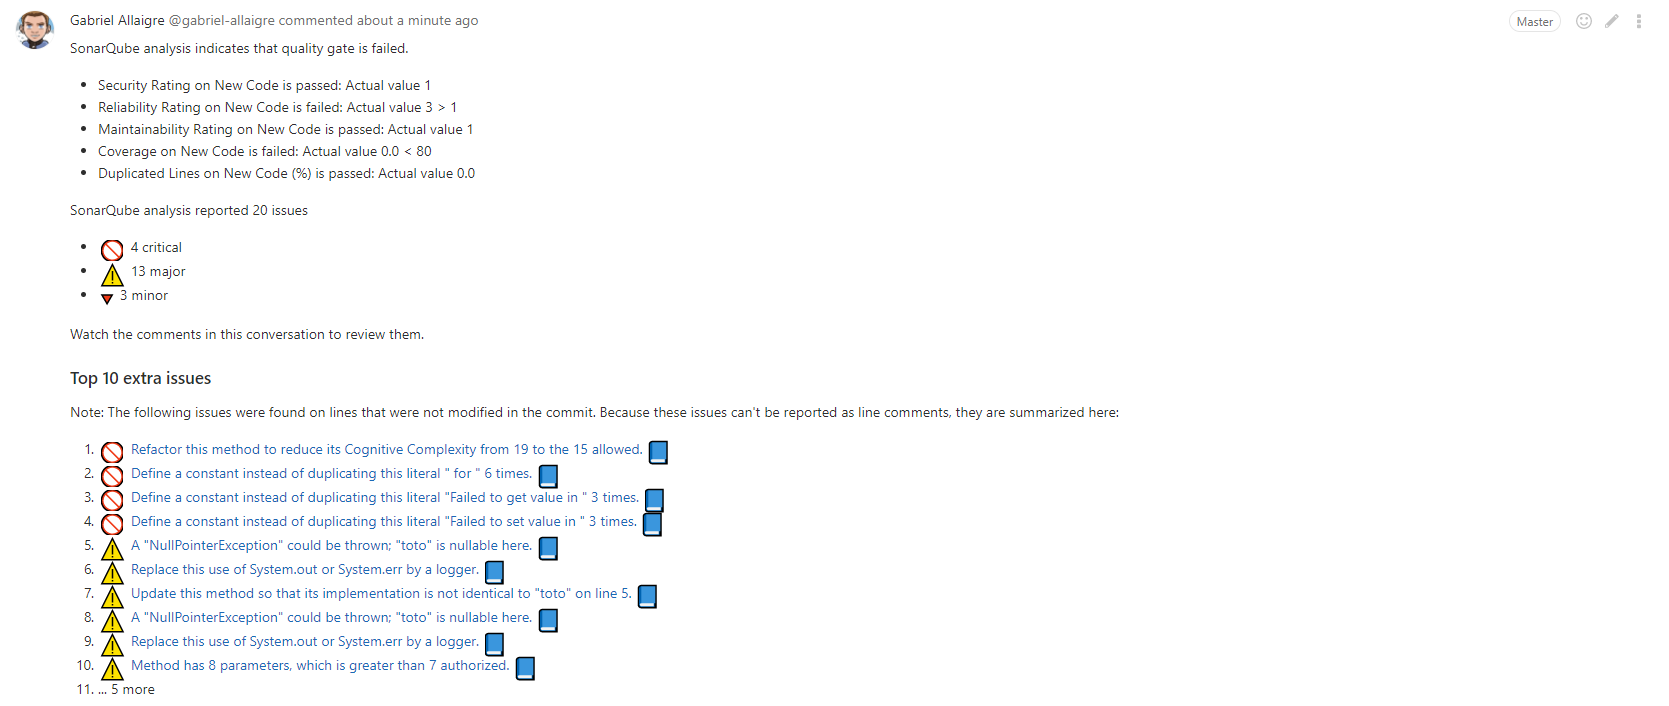 Gabriel Allaigre @gabriel-allaigre commented about a minute ago
Master
SonarQube analysis indicates that quality gate is failed.
Security Rating on New Code is passed: Actual value 1
Reliability Rating on New Code is failed: Actual value 3 > 1
Maintainability Rating on New Code is passed: Actual value 1
Coverage on New Code is failed: Actual value 0.0 < 80
Duplicated Lines on New Code (%) is passed: Actual value 0.0
SonarQube analysis reported 20 issues
4 critical
13 major
3 minor
Watch the comments in this conversation to review them.
Top 10 extra issues
Note: The following issues were found on lines that were not modified in the commit. Because these issues can't be reported as line comments, they are summarized here:
1. Refactor this method to reduce its Cognitive Complexity from 19 to the 15 allowed.
2. Define a constant instead of duplicating this literal " for " 6 times.
3. Define a constant instead of duplicating this literal "Failed to get value in " 3 times.
4. Define a constant instead of duplicating this literal "Failed to set value in " 3 times.
5. A "NullPointerException" could be thrown; "toto" is nullable here.
6. Replace this use of System.out or System.err by a logger.
7. Update this method so that its implementation is not identical to "toto" on line 5.
8. A "NullPointerException" could be thrown; "toto" is nullable here.
9. Replace this use of System.out or System.err by a logger.
10. Method has 8 parameters, which is greater than 7 authorized.
11. ... 5 more